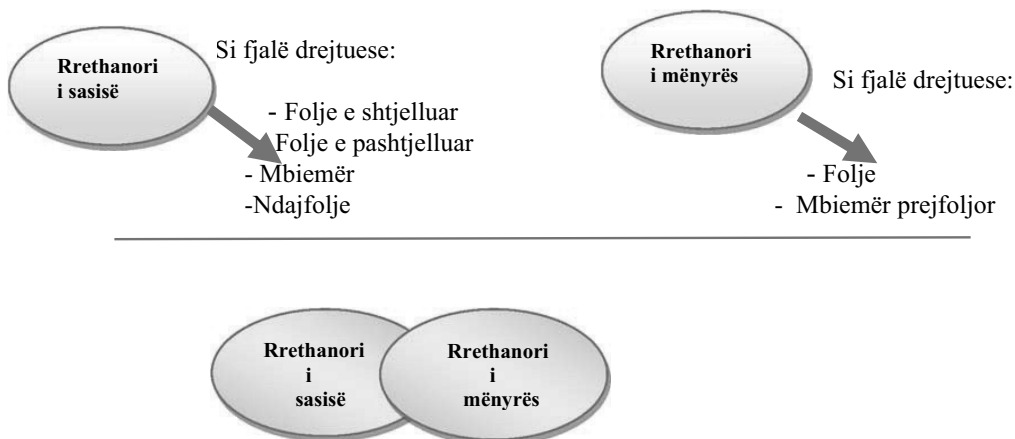 Rrethanori
i sasisë
Si fjalë drejtuese:
- Folje e shtjelluar
Folje e pashtjelluar
- Mbiemër
-Ndajfolje
Rrethanori
i mënyrës
Si fjalë drejtuese:
- Folje
- Mbiemër prejfoljor
Rrethanori
i
sasisë
Rrethanori
i
mënyrës